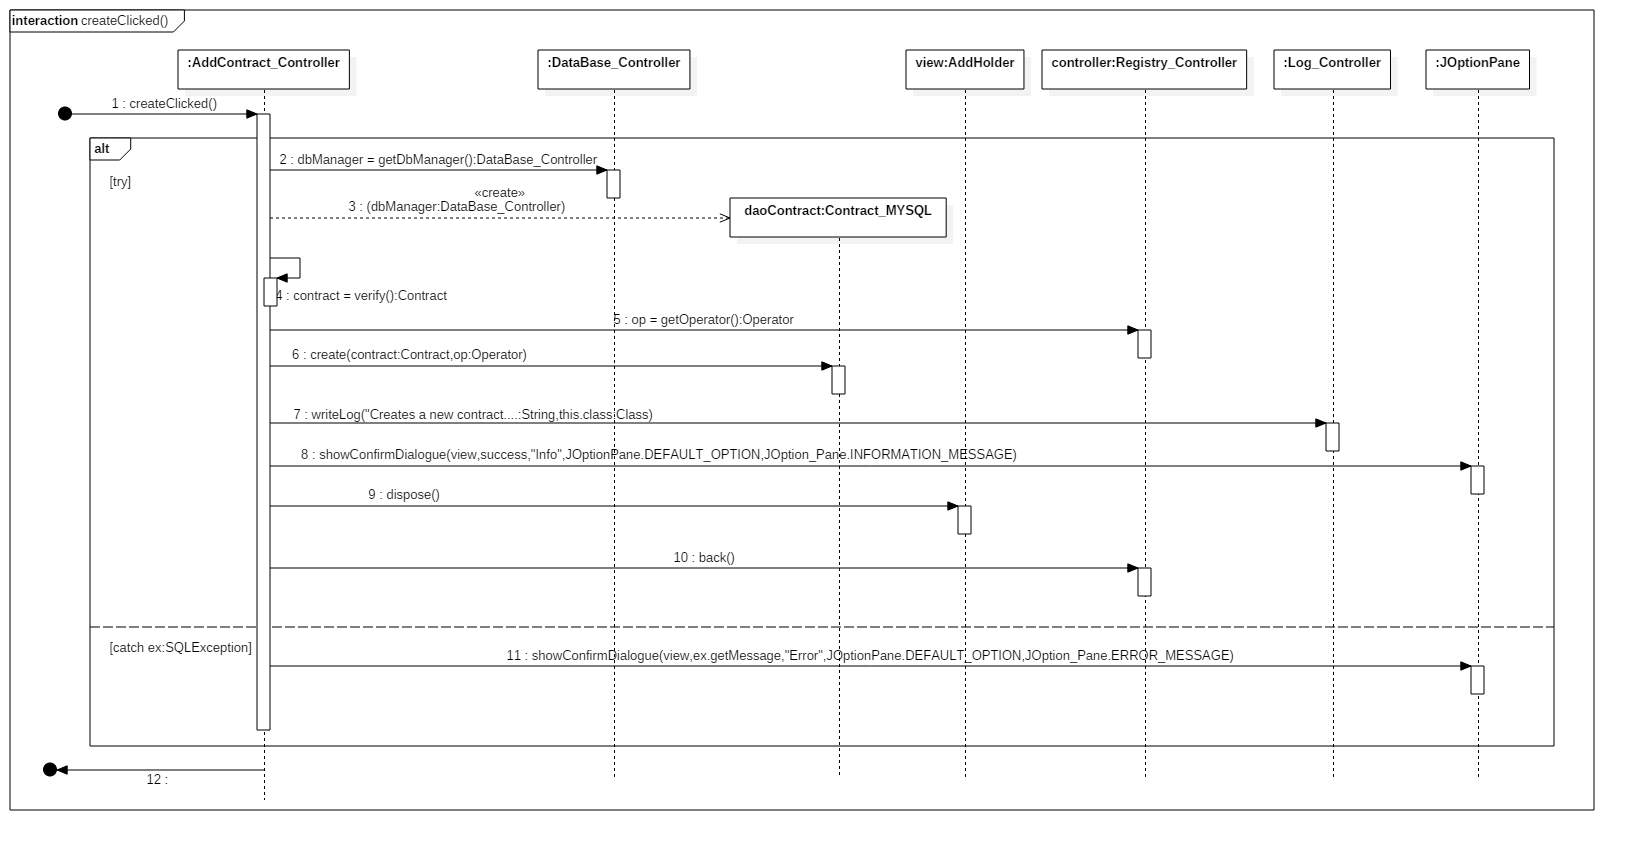 interaction createClicked()
:AddContract_Controller
:DataBase_Controller
view:AddHolder
controller:Registry_Controller
:Log_Controller
:JOptionPane
1 : createClicked()
alt
[try]
2 : dbManager = getDbManager():DataBase_Controller
«create»
3 : (dbManager:DataBase_Controller)
daoContract:Contract_MYSQL
4 : contract = verify():Contract
5 : op = getOperator():Operator
6 : create(contract:Contract,op:Operator)
7 : writeLog("Creates a new contract....:String,this.class:Class)
8 : showConfirmDialogue(view,success,"Info",JOptionPane.DEFAULT_OPTION,JOption_Pane.INFORMATION_MESSAGE)
9 : dispose()
10 : back()
[catch ex:SQLException]
11 : showConfirmDialogue(view,ex.getMessage,"Error",JOptionPane.DEFAULT_OPTION,JOption_Pane.ERROR_MESSAGE)
12 :